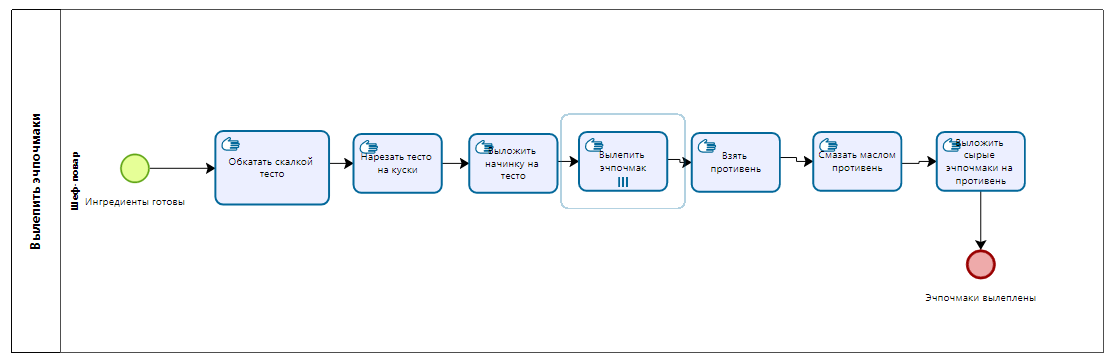 Вылепить эчпочмаки
Шеф-повар
Ингредиенты готовы
Обкатать скалкой
тесто
Нарезать тесто
на куски
Выложить
начинку на
тесто
Вылепить
эчпочмак
Взять
противень
Смазать маслом
противень
Выложить
сырые
эчпочмаки на
противень
Эчпочмаки вылеплены